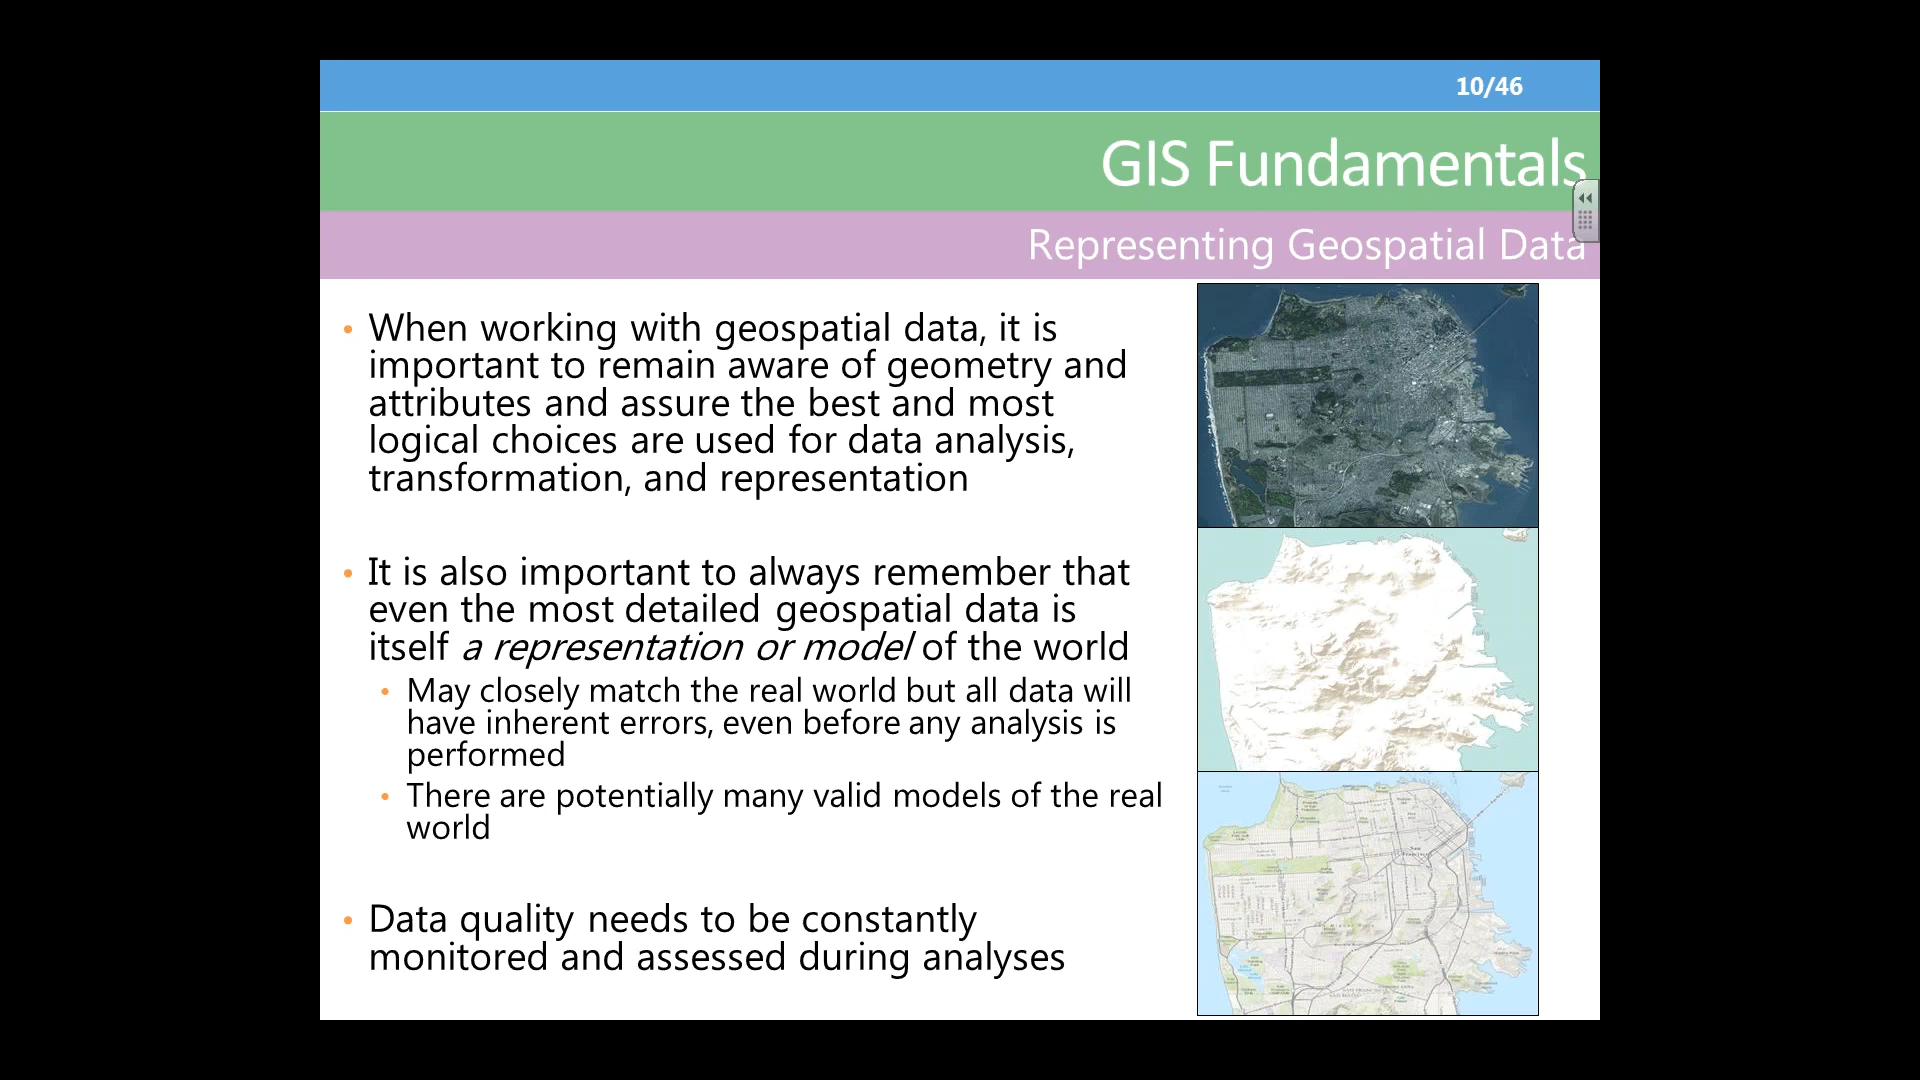 10/46
GIS Fundamentals
Representing Geospatial Data
• When working with geospatial data, it is
important to remain aware of geometry and
attributes and assure the best and most
logical choices are used for data analysis,
transformation, and representation
• It is also important to always remember that
even the most detailed geospatial data is
itself a representation or model of the world
• May closely match the real world but all data will
have inherent errors, even before any analysis is
performed
• There are potentially many valid models of the real
world
• Data quality needs to be constantly
monitored and assessed during analyses
San
Francisco